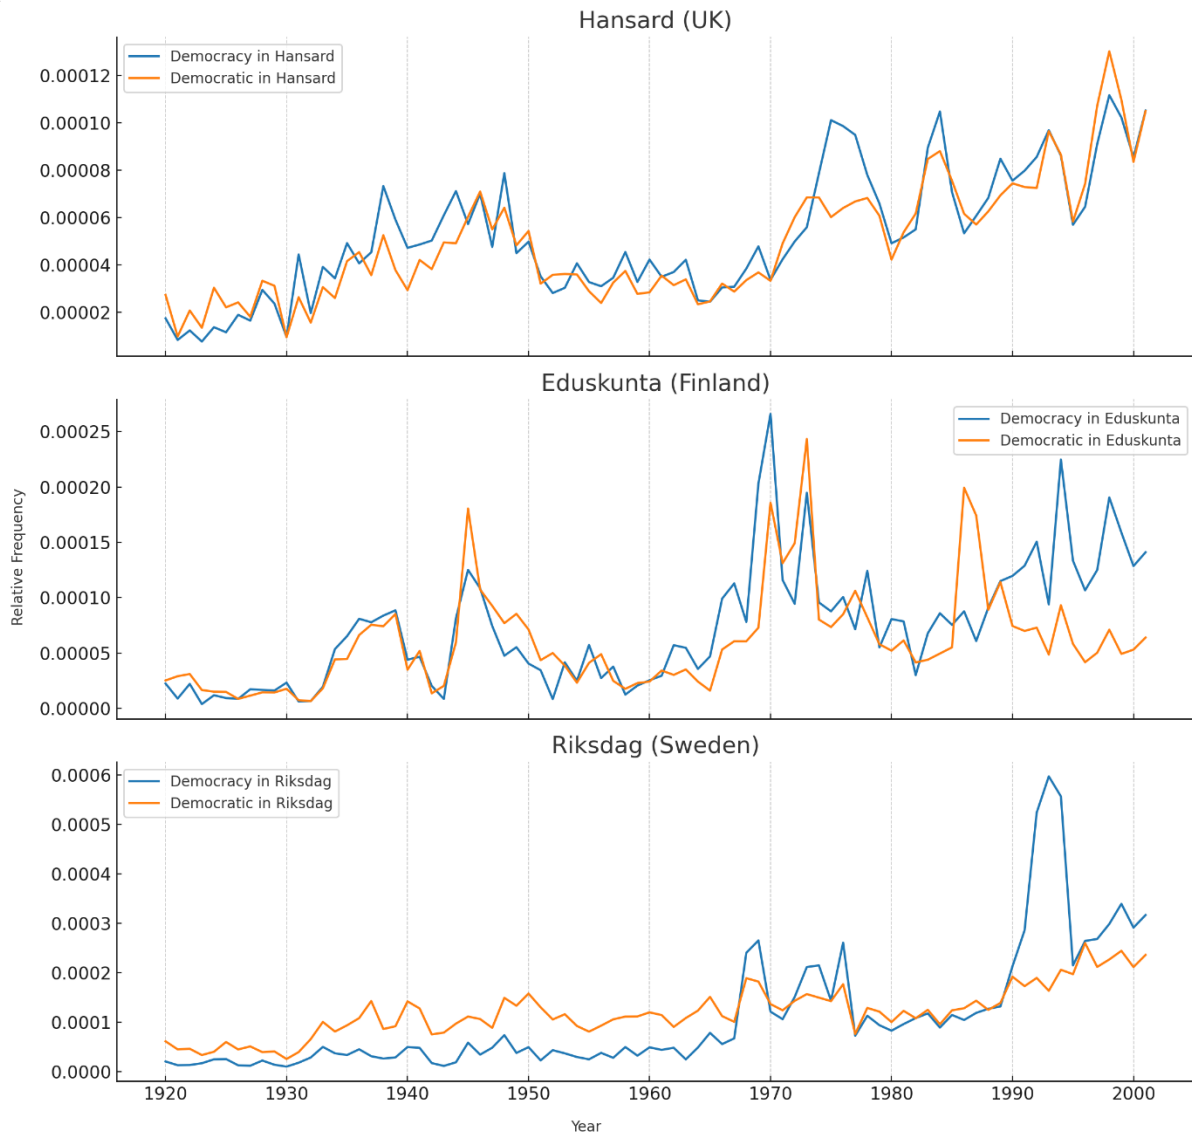 Hansard (UK)
Democracy in Hansard
Democratic in Hansard
0.00012
0.00010
0.00008
0.00006
0.00004
0.00002
Eduskunta (Finland)
Democracy in Eduskunta
Democratic in Eduskunta
0.00025
0.00020
0.00015
0.00010
0.00005
0.00000
Relative Frequency
Riksdag (Sweden)
Democracy in Riksdag
Democratic in Riksdag
0.0006
0.0005
0.0004
0.0003
0.0002
0.0001
0.0000
1920 1930 1940 1950 1960 1970 1980 1990 2000
Year